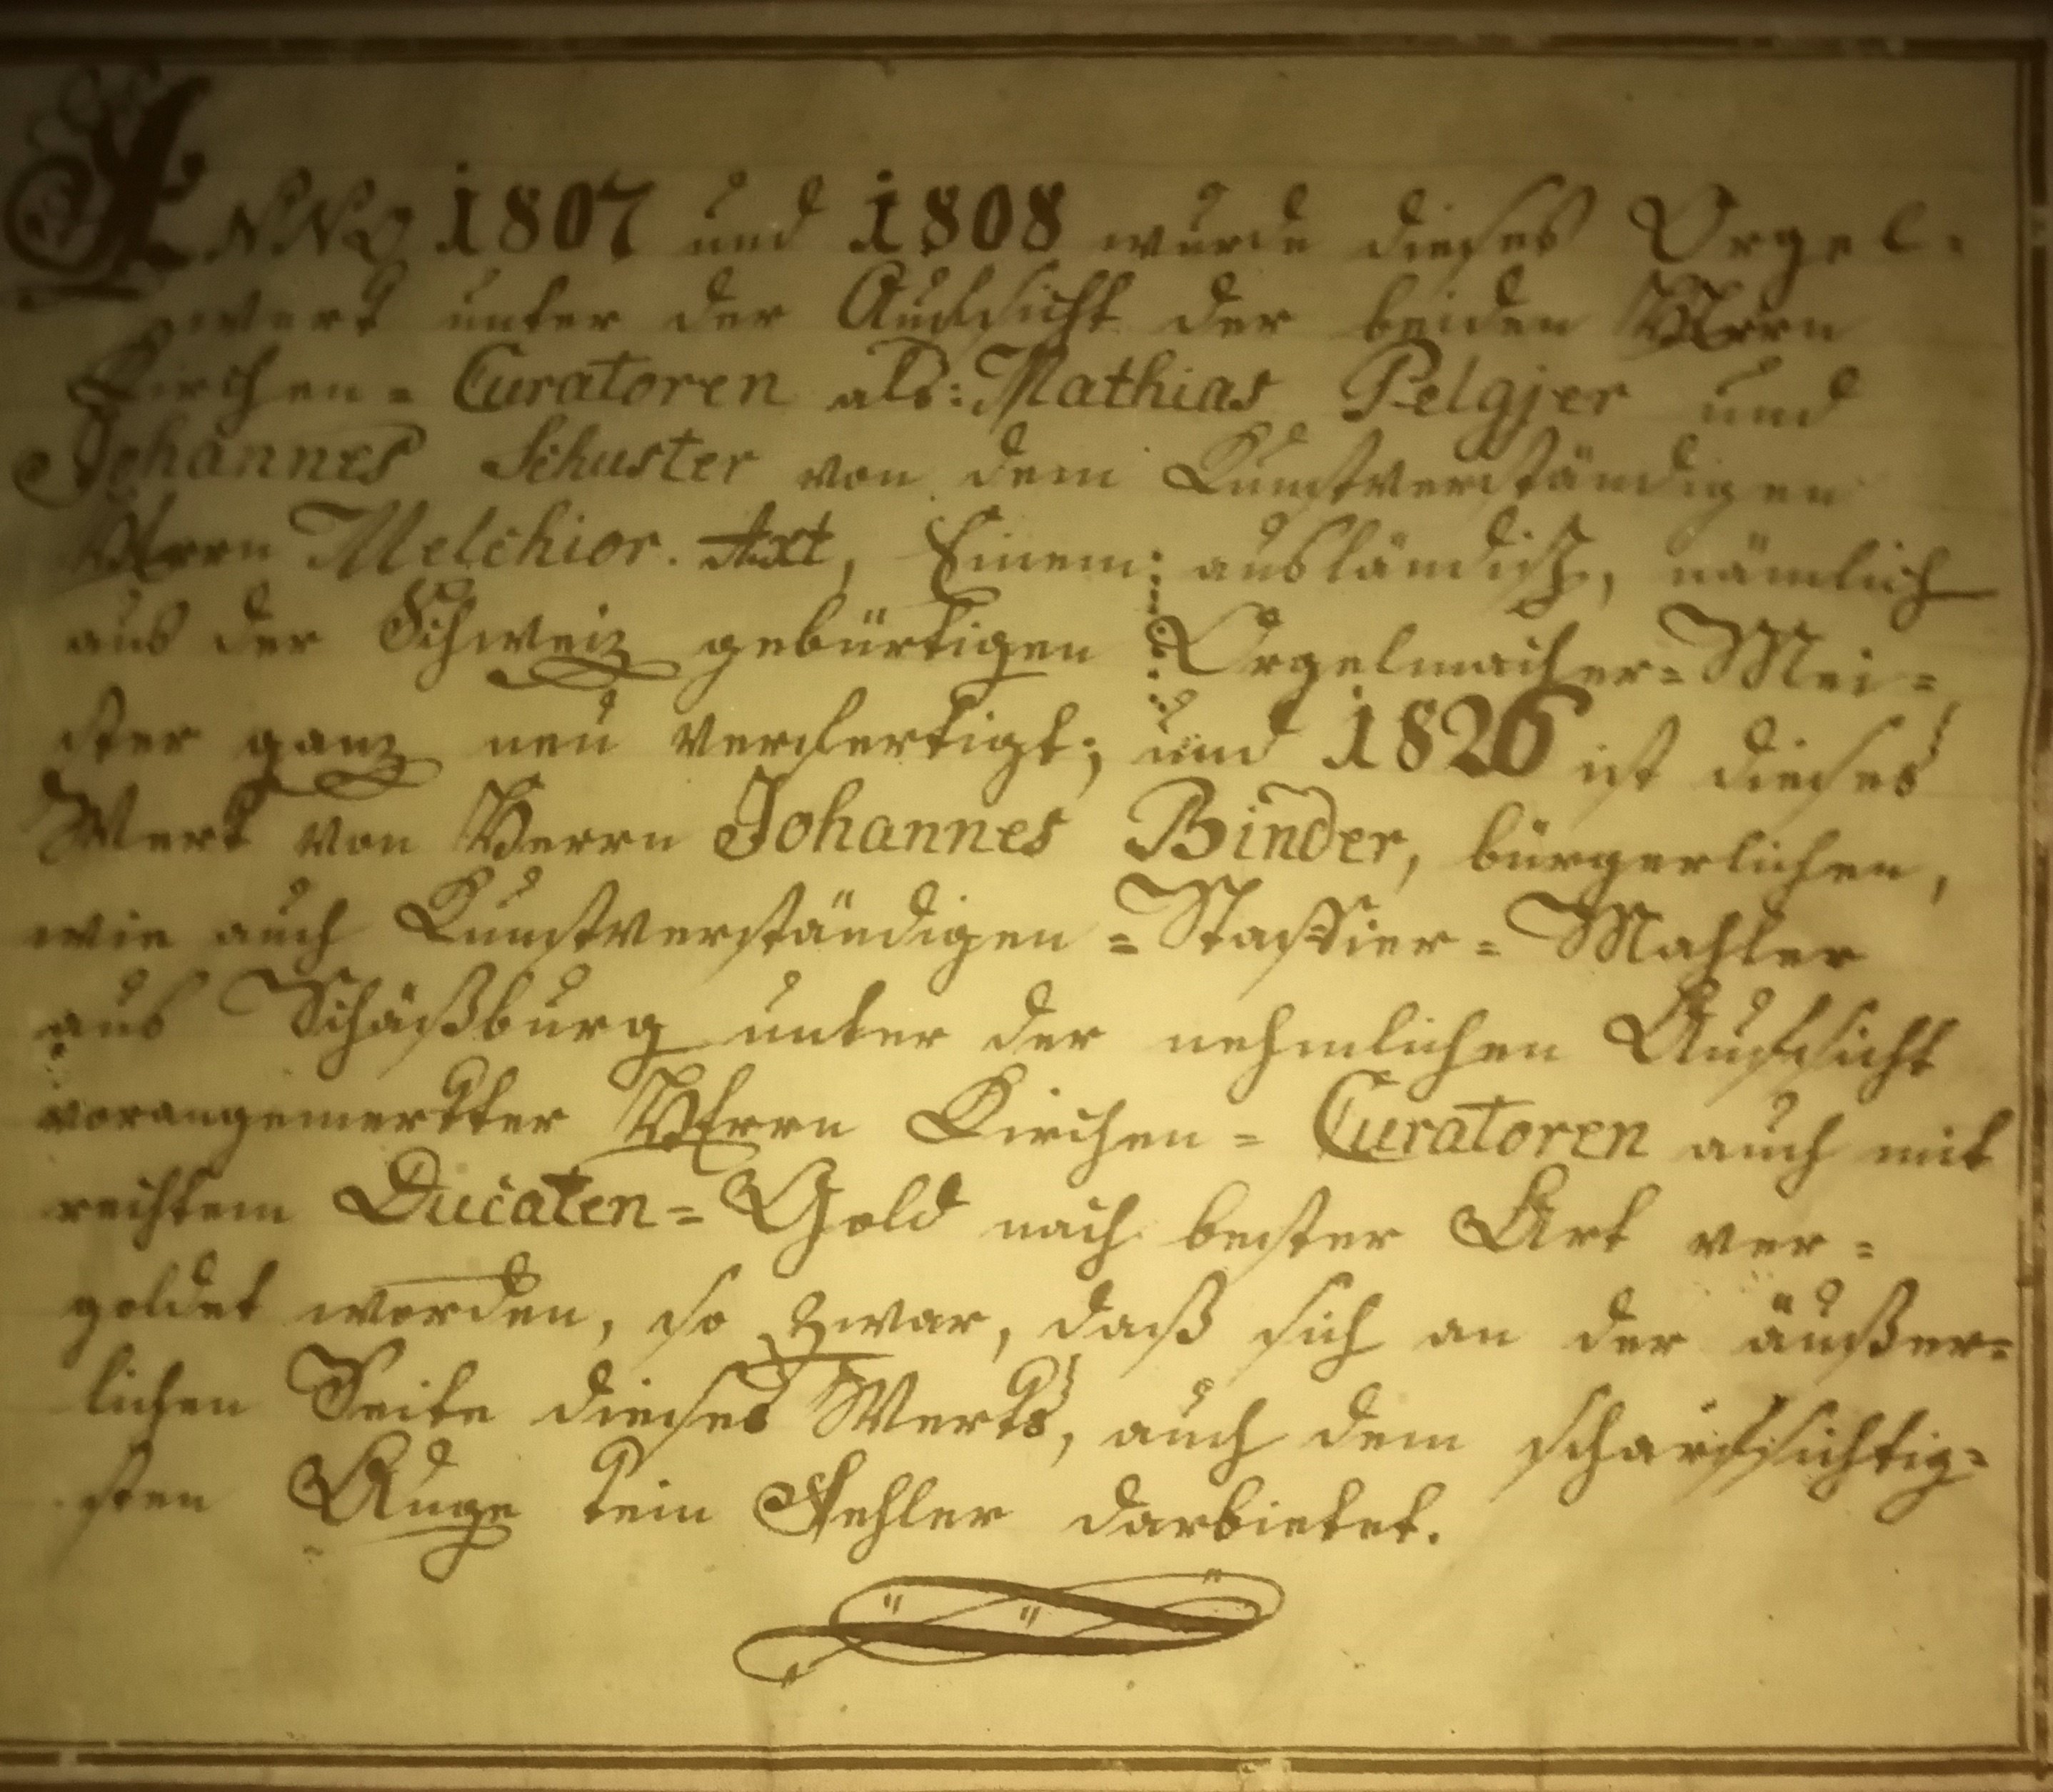 ANNO 1807 und 1808 wurde dieses Orgel-
werk unter der Aufsicht der beiden Herrn
Kirchen= Curatoren als: Mathias Pelgjer und
Johannes Schuster von dem Kunstverständigen
Herrn Melchior. Axt, Einem: ausländisch, nämlich
aus der Schweiz gebürtigen Orgelmacher=Mei=
ster ganz neu verfertigt; und 1826 ist dieses
Werk von Herrn Johannes Binder, bürgerlichen,
wie auch Kunstverständigen =Staffier= Mahler
aus Schäßburg unter der nehmlichen Aufsicht
vorangemerkter Herrn Kirchen= Curatoren auch mit
rechtem Ducaten=Gold nach bester Art ver=
goldet worden, so zwar, daß sich an der äußer=
lichen Seite dieses Werks, auch dem scharfsichtig=
sten Auge kein Fehler darbietet.